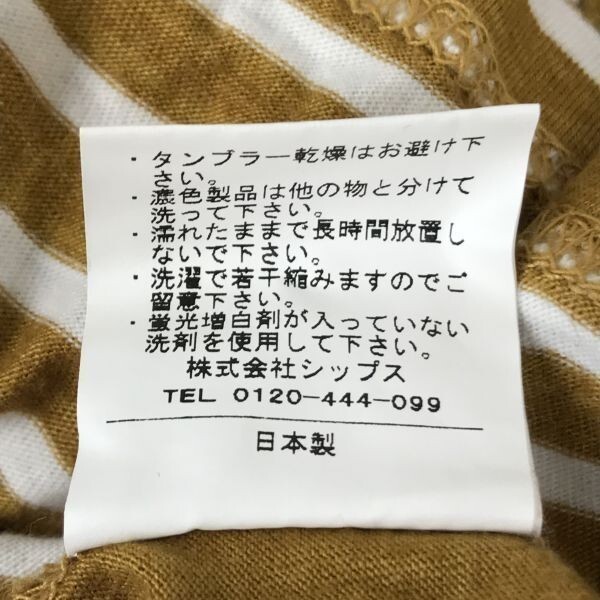 ・タンブラー乾燥はお避け下
さい。
・濃色製品は他の物と分けて
洗って下さい。
・濡れたままで長時間放置し
ないで下さい。
・洗濯で若干縮みますのでご
留意下さい。
・蛍光増白剤が入っていない
洗剤を使用して下さい。
株式会社シップス
TEL 0120-444-099
日本製